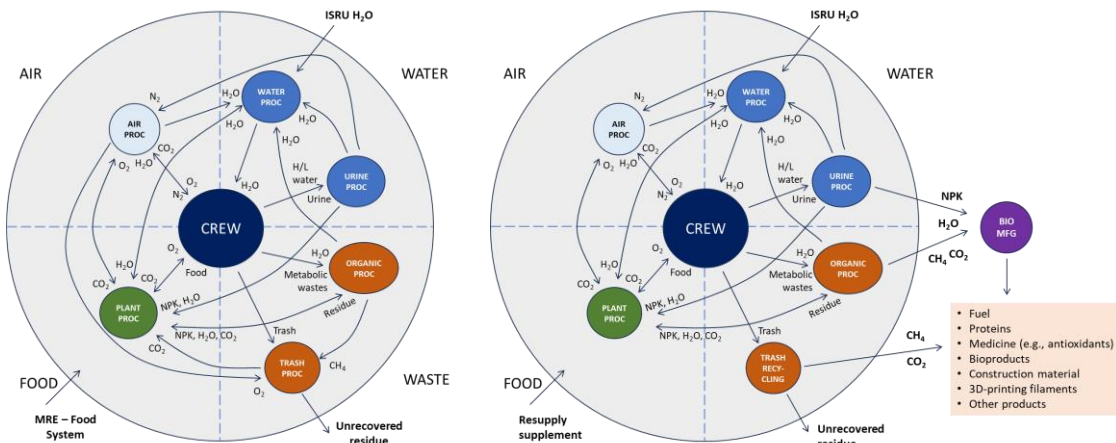 ISRU H₂O
AIR
WATER
N₂
H₂O
WATER
PROC
AIR
PROC
H₂O
H₂O
H₂O
CO₂
O₂
H₂O
O₂
N₂
H₂O
H/L
water
Urine
URINE
PROC
CREW
O₂
Food
H₂O
Metabolic
wastes
ORGANIC
PROC
H₂O
CO₂
CO₂
PLANT
PROC
NPK, H₂O
Residue
NPK, H₂O, CO₂
Trash
CO₂
TRASH
PROC
CH₄
O₂
FOOD
WASTE
MRE – Food
System
Unrecovered
residue
ISRU H₂O
AIR
WATER
N₂
H₂O
WATER
PROC
AIR
PROC
H₂O
H₂O
H₂O
CO₂
O₂
H₂O
O₂
N₂
H₂O
H/L
water
Urine
URINE
PROC
CREW
O₂
Food
H₂O
Metabolic
wastes
ORGANIC
PROC
H₂O
CO₂
CO₂
PLANT
PROC
NPK, H₂O
Residue
NPK, H₂O, CO₂
Trash
TRASH
RECY-
CLING
FOOD
Resupply
supplement
Unrecovered
NPK
H₂O
CH₄ CO₂
BIO
MFG
CH₄
CO₂
• Fuel
• Proteins
• Medicine (e.g., antioxidants)
• Bioproducts
• Construction material
• 3D-printing filaments
• Other products